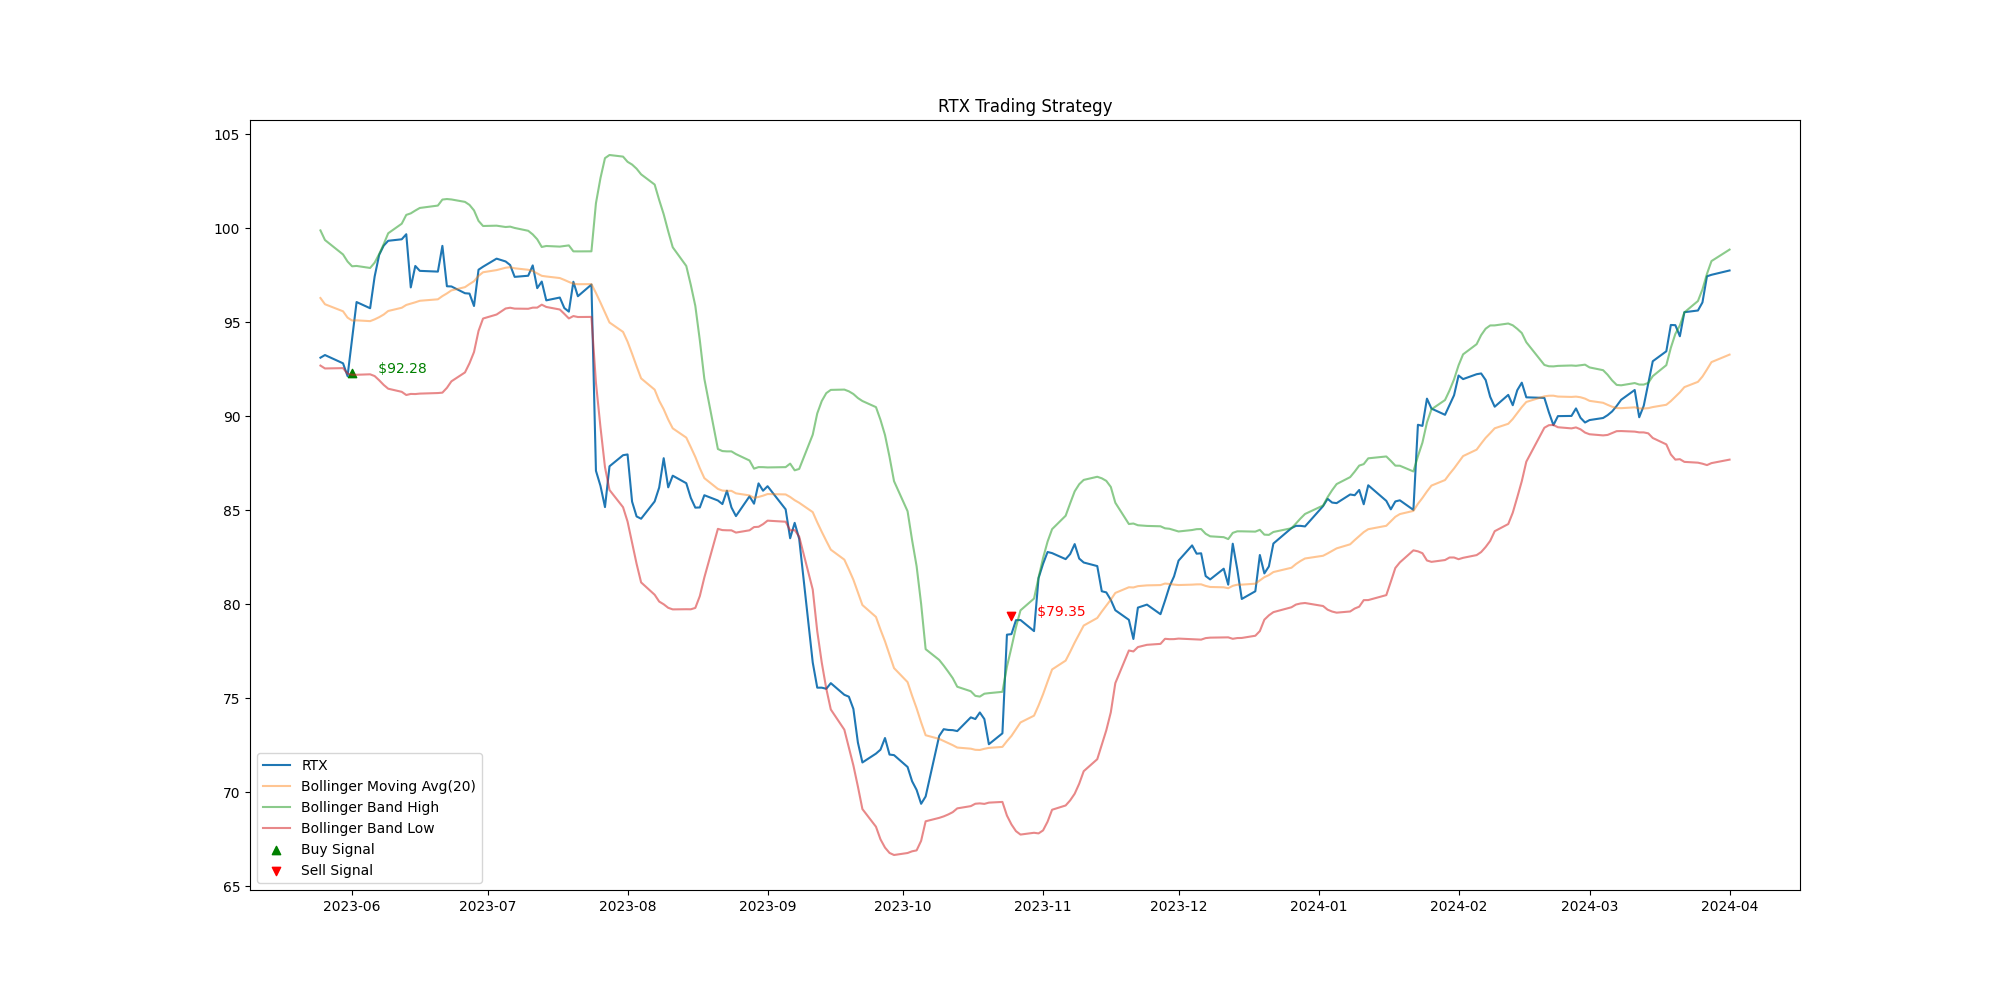 RTX Trading Strategy
105
100
95
90
85
80
75
70
65
$92.28
$79.35
RTX
Bollinger Moving Avg(20)
Bollinger Band High
Bollinger Band Low
Buy Signal
Sell Signal
2023-06 2023-07 2023-08 2023-09 2023-10 2023-11 2023-12 2024-01 2024-02 2024-03 2024-04